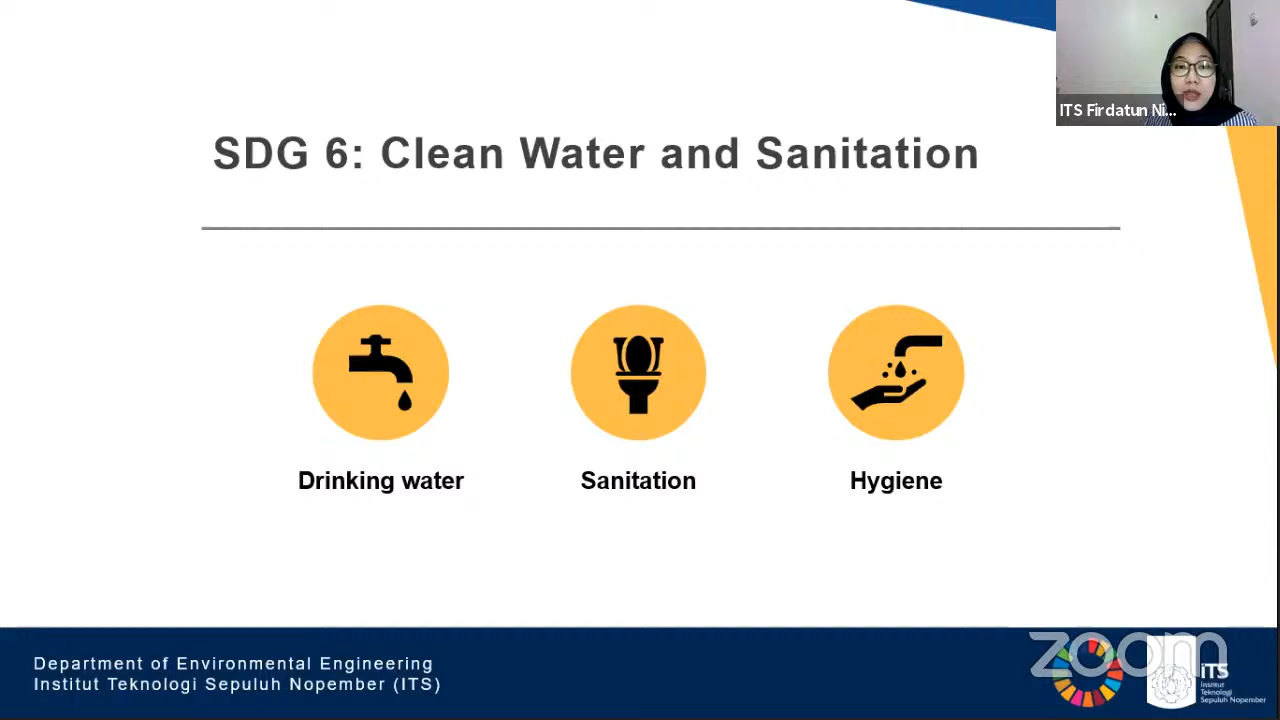 ITS Firdatun Ni...
SDG 6: Clean Water and Sanitation
Drinking water
Sanitation
Hygiene
Department of Environmental Engineering
Institut Teknologi Sepuluh Nopember (ITS)
zoom
iTS
Institut
Teknologi
Sepuluh Nopember